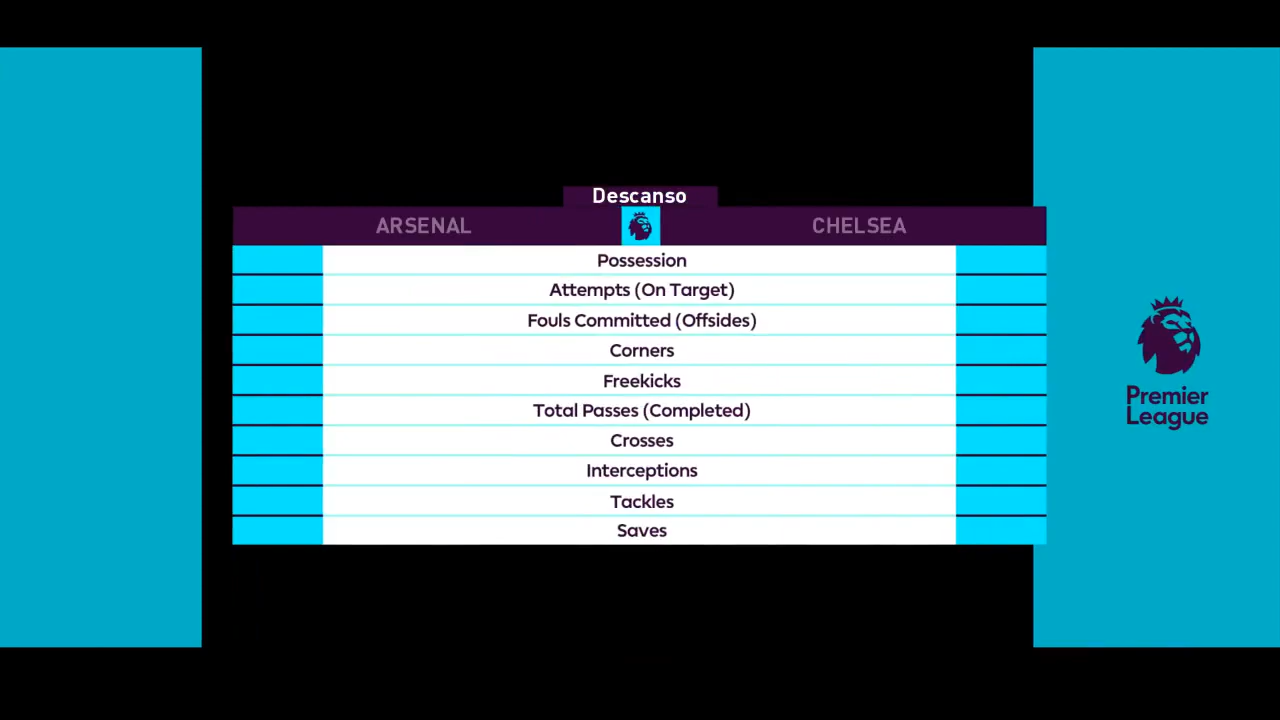 Descanso
ARSENAL CHELSEA
Possession
Attempts (On Target)
Fouls Committed (Offsides)
Corners
Freekicks
Total Passes (Completed)
Crosses
Interceptions
Tackles
Saves
Premier
League